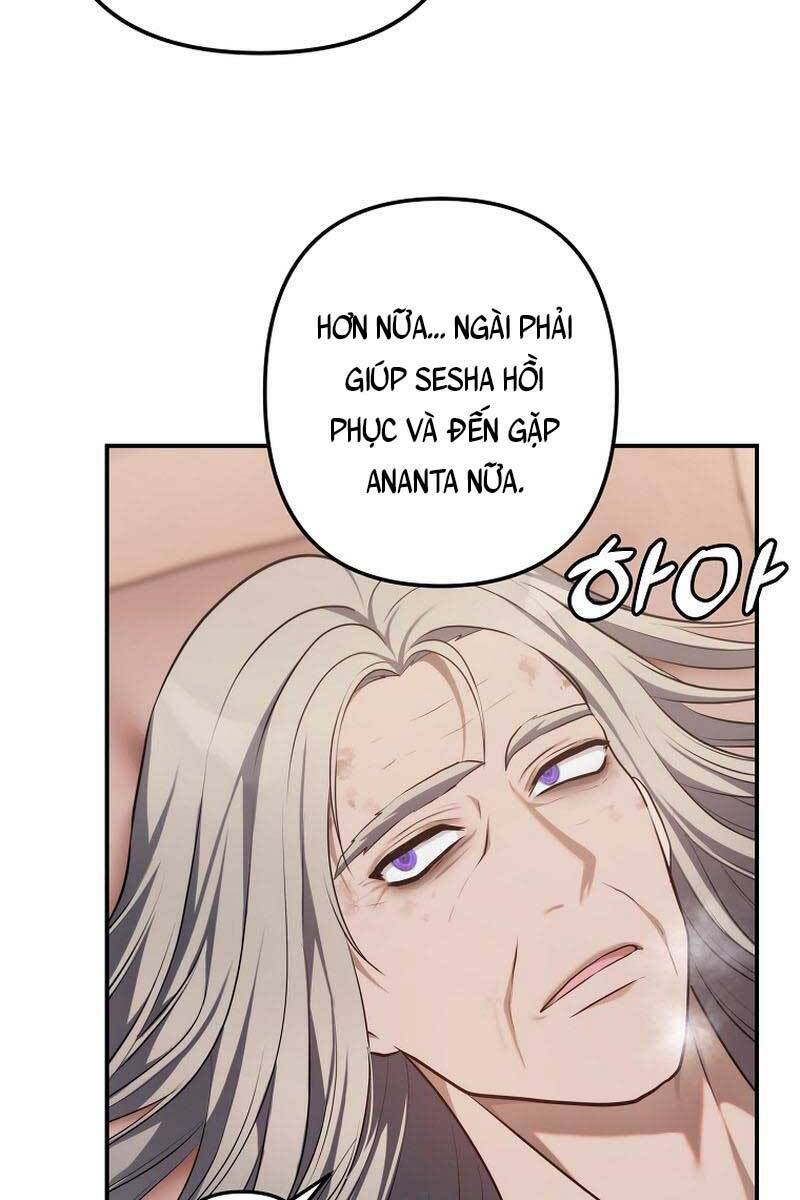 HƠN NỮA... NGÀI PHẢI
GIÚP SESHA HỒI
PHỤC VÀ ĐẾN GẶP
ANANTA NỮA.
하아